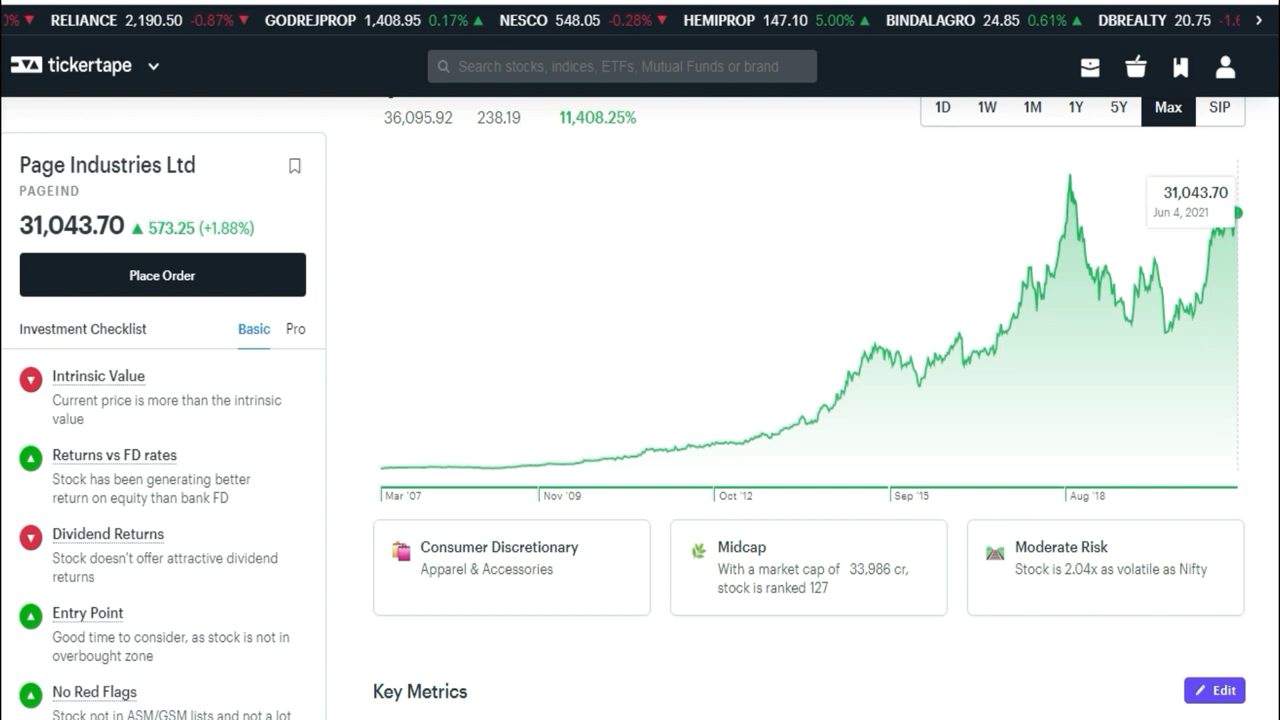 RELIANCE 2,190.50 -0.87% ▼ GODREJPROP 1,408.95 0.17% ▲ NESCO 548.05 -0.28% ▼ HEMIPROP 147.10 5.00% ▲ BINDALAGRO 24.85 0.61% ▲ DBREALTY 20.75
tickertape
Search stocks, indices, ETFs, Mutual Funds or brand
36,095.92 238.19 11,408.25%
1D 1W 1M 1Y 5Y Max SIP
Page Industries Ltd
PAGEIND
31,043.70 ▲ 573.25 (+1.88%)
Place Order
Investment Checklist Basic Pro
Intrinsic Value
Current price is more than the intrinsic
value
Returns vs FD rates
Stock has been generating better
return on equity than bank FD
Dividend Returns
Stock doesn't offer attractive dividend
returns
Entry Point
Good time to consider, as stock is not in
overbought zone
No Red Flags
Stock not in ASM/GSM lists and not a lot
31,043.70
Jun 4, 2021
Mar '07 Nov '09 Oct '12 Sep '15 Aug '18
Consumer Discretionary
Apparel & Accessories
Midcap
With a market cap of 33,986 cr,
stock is ranked 127
Moderate Risk
Stock is 2.04x as volatile as Nifty
Key Metrics
Edit